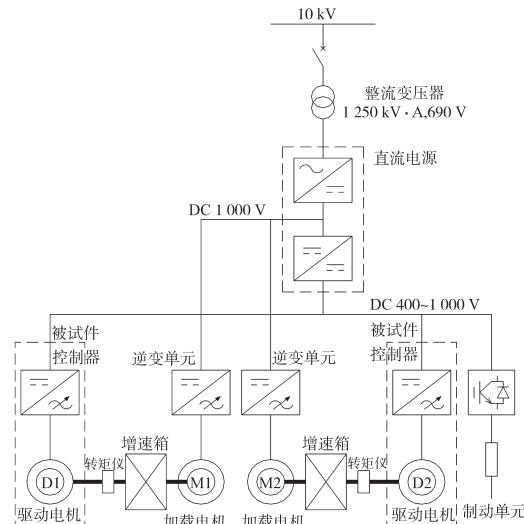 10 kV
整流变压器
1 250 kV·A,690 V
直流电源
DC 1 000 V
DC 400~1 000 V
被试件
控制器
逆变单元
逆变单元
被试件
控制器
增速箱
转矩仪
增速箱
转矩仪
D1
M1
M2
D2
驱动电机
加载电机
加载电机
驱动电机
制动单元